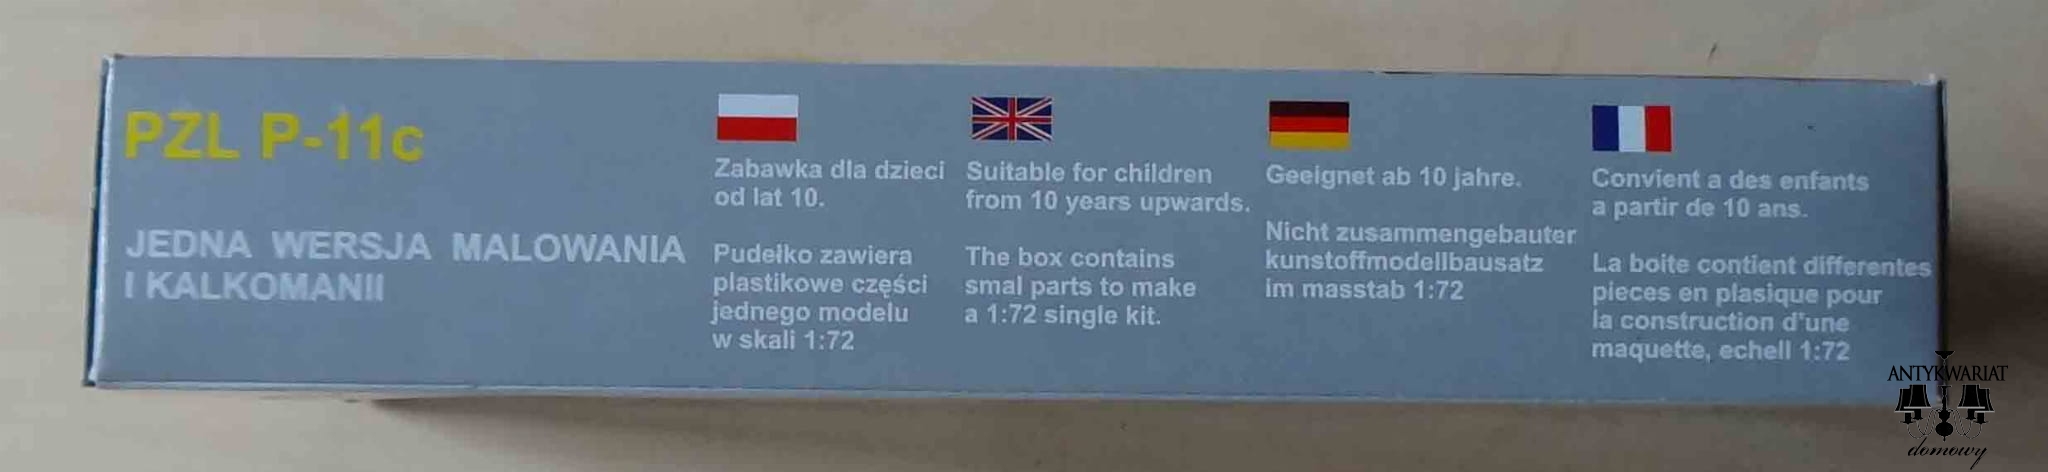 PZL P-11c
JEDNA WERSJA MALOWANIA
I KALKOMANII
Zabawka dla dzieci
od lat 10.
Pudełko zawiera
plastikowe części
jednego modelu
w skali 1:72
Suitable for children
from 10 years upwards.
The box contains
smal parts to make
a 1:72 single kit.
Geeignet ab 10 jahre.
Nicht zusammengebauter
kunstoffmodellbausatz
im masstab 1:72
Convient a des enfants
a partir de 10 ans.
La boite contient differentes
pieces en plasique pour
la construction d'une
maquette, echell 1:72
ANTYKWARIAT
domowy